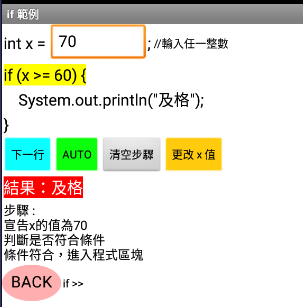 if 範例
int x = 70 ; //輸入任一整數
if (x >= 60) {
System.out.println("及格");
}
下一行 AUTO 清空步驟 更改 x 值
結果：及格
步驟 :
宣告x的值為70
判斷是否符合條件
條件符合，進入程式區塊
BACK if >>